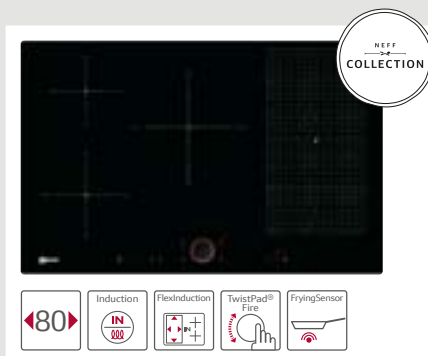 NEFF
COLLECTION
80
Induction
IN
FlexInduction
IN
TwistPad®
Fire
FryingSensor